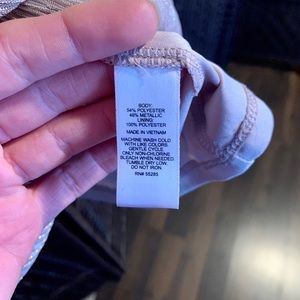 BODY:
54% POLYESTER
46% METALLIC
LINING:
100% POLYESTER
MADE IN VIETNAM
MACHINE WASH COLD
WITH LIKE COLORS.
GENTLE CYCLE
ONLY NON-CHLORINE
BLEACH WHEN NEEDED
TUMBLE DRY LOW.
DO NOT IRON.
RN# 55285